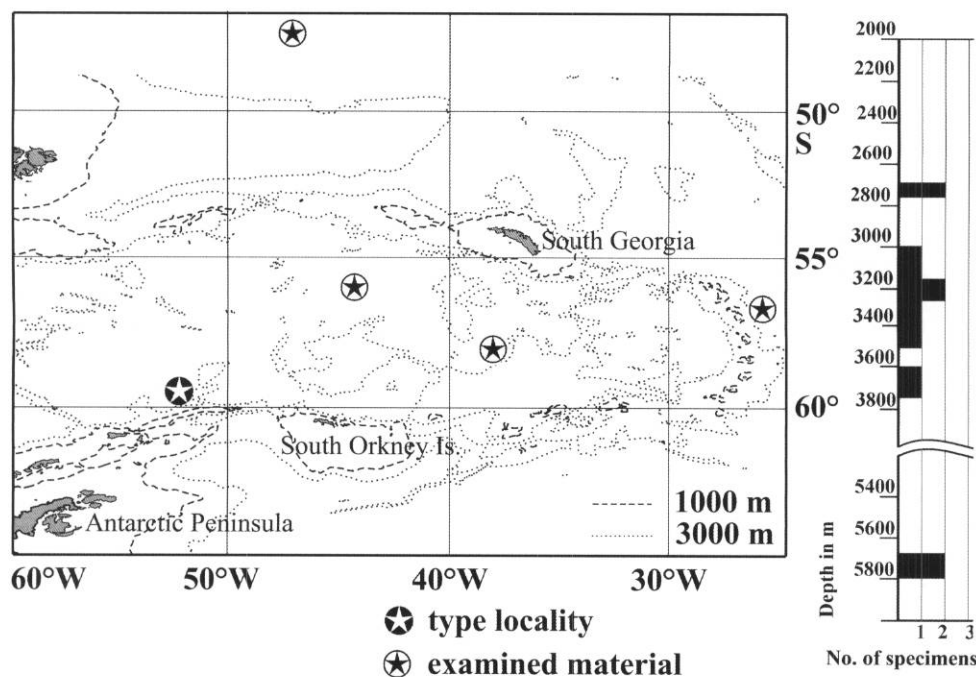 50°
S
South Georgia
55°
60°
South Orkney Is.
Antarctic Peninsula
1000 m
3000 m
60°W
50°W
40°W
30°W
type locality
examined material
2000
2200
2400
2600
2800
3000
3200
3400
3600
3800
5400
5600
5800
Depth in m
1 2 3
No. of specimens